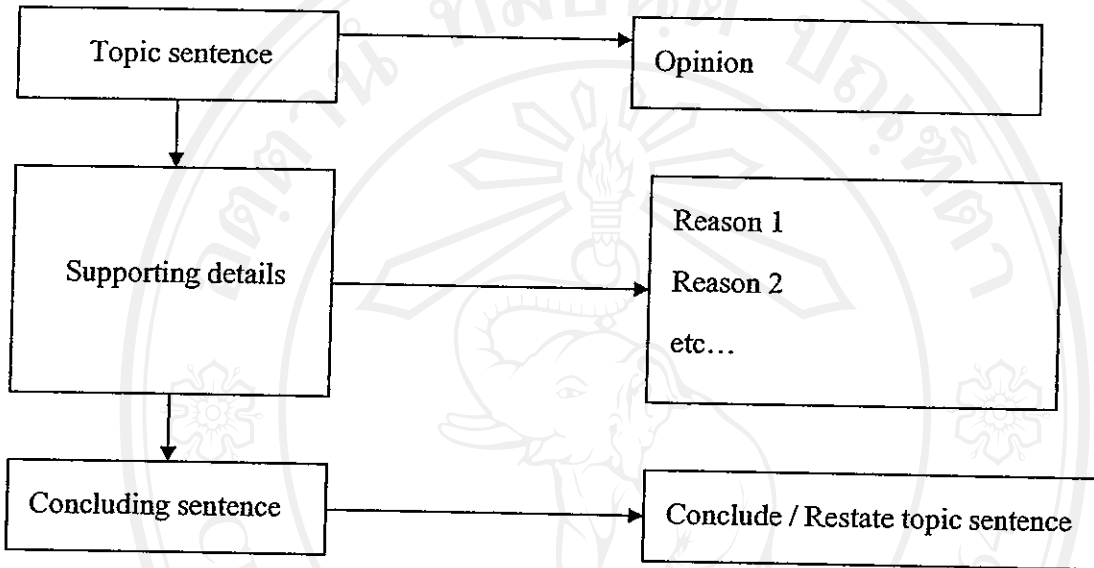 Topic sentence
Opinion
Supporting details
Reason 1
Reason 2
etc...
Concluding sentence
Conclude / Restate topic sentence